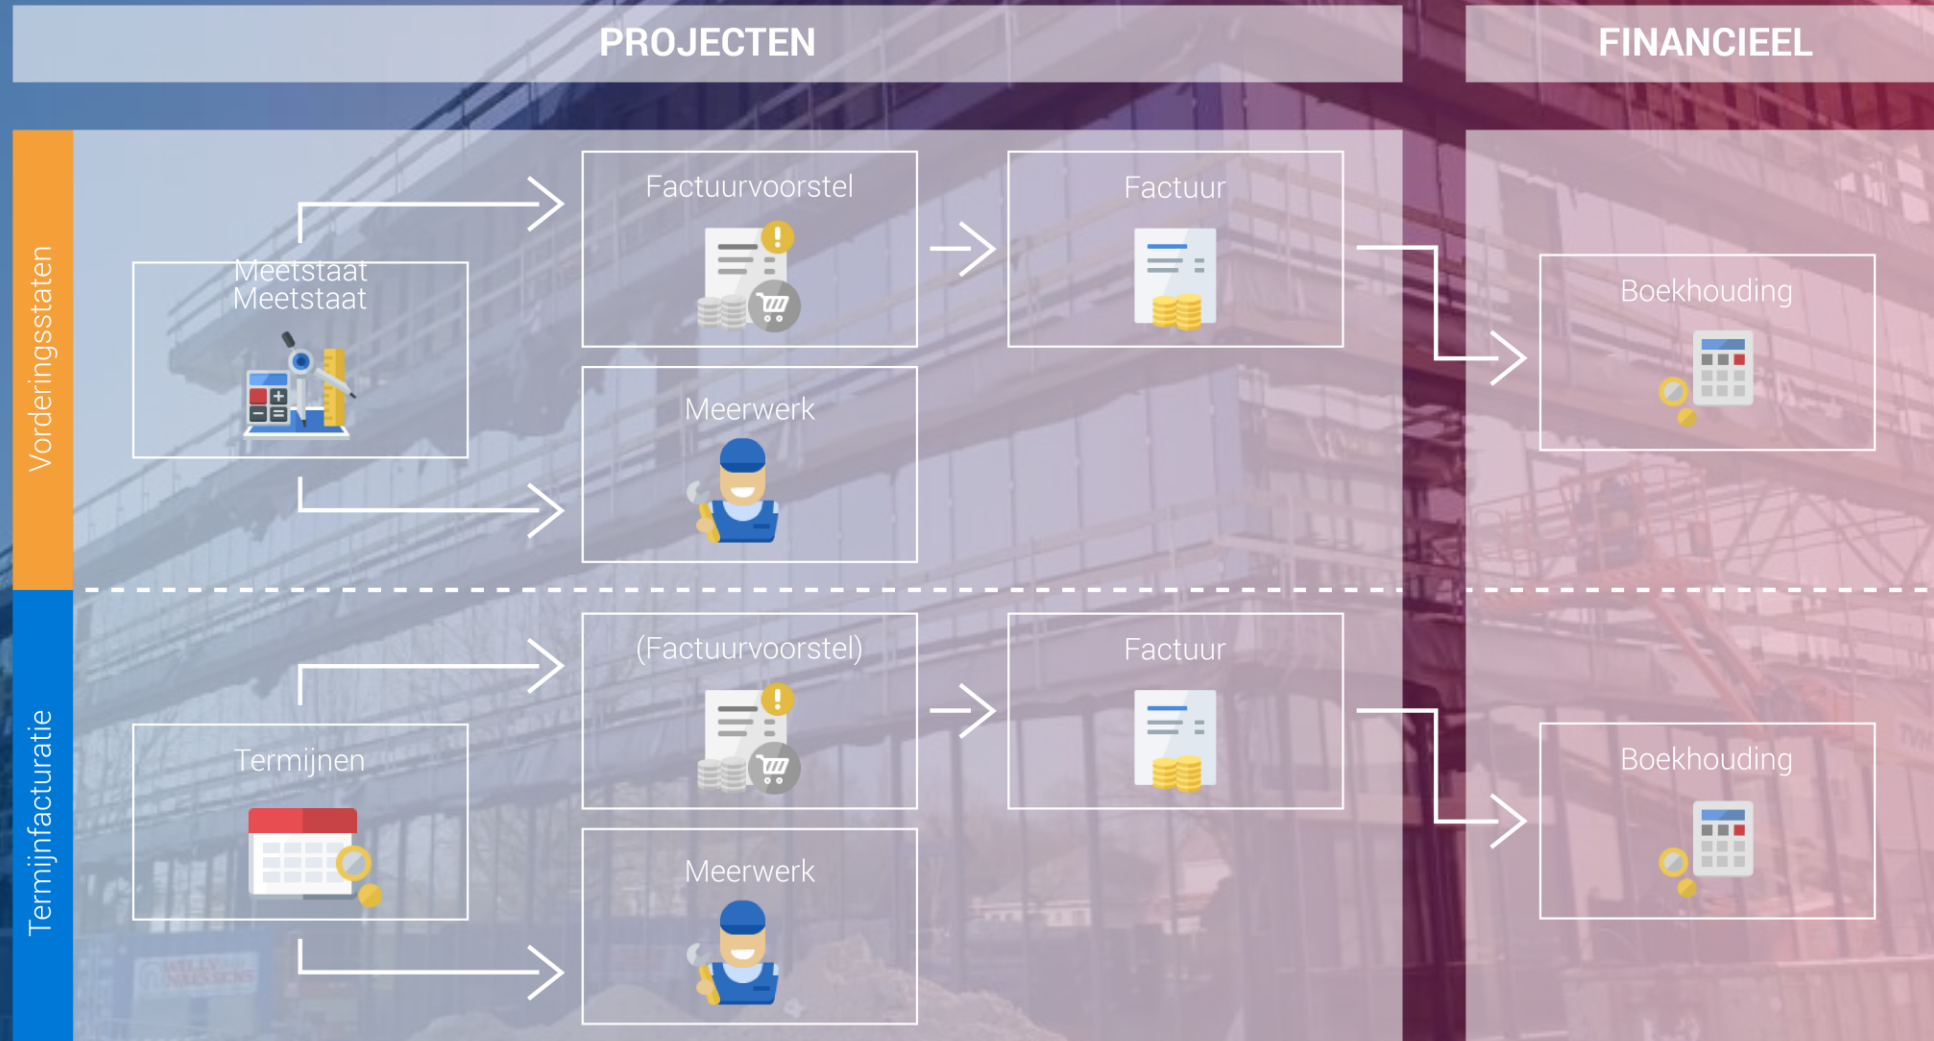 PROJECTEN
FINANCIEEL
Vorderingsstaten
Meetstaat
Meetstaat
Factuurvoorstel
Factuur
Meerwerk
Boekhouding
Termijnfacturatie
Termijnen
(Factuurvoorstel)
Factuur
Meerwerk
Boekhouding